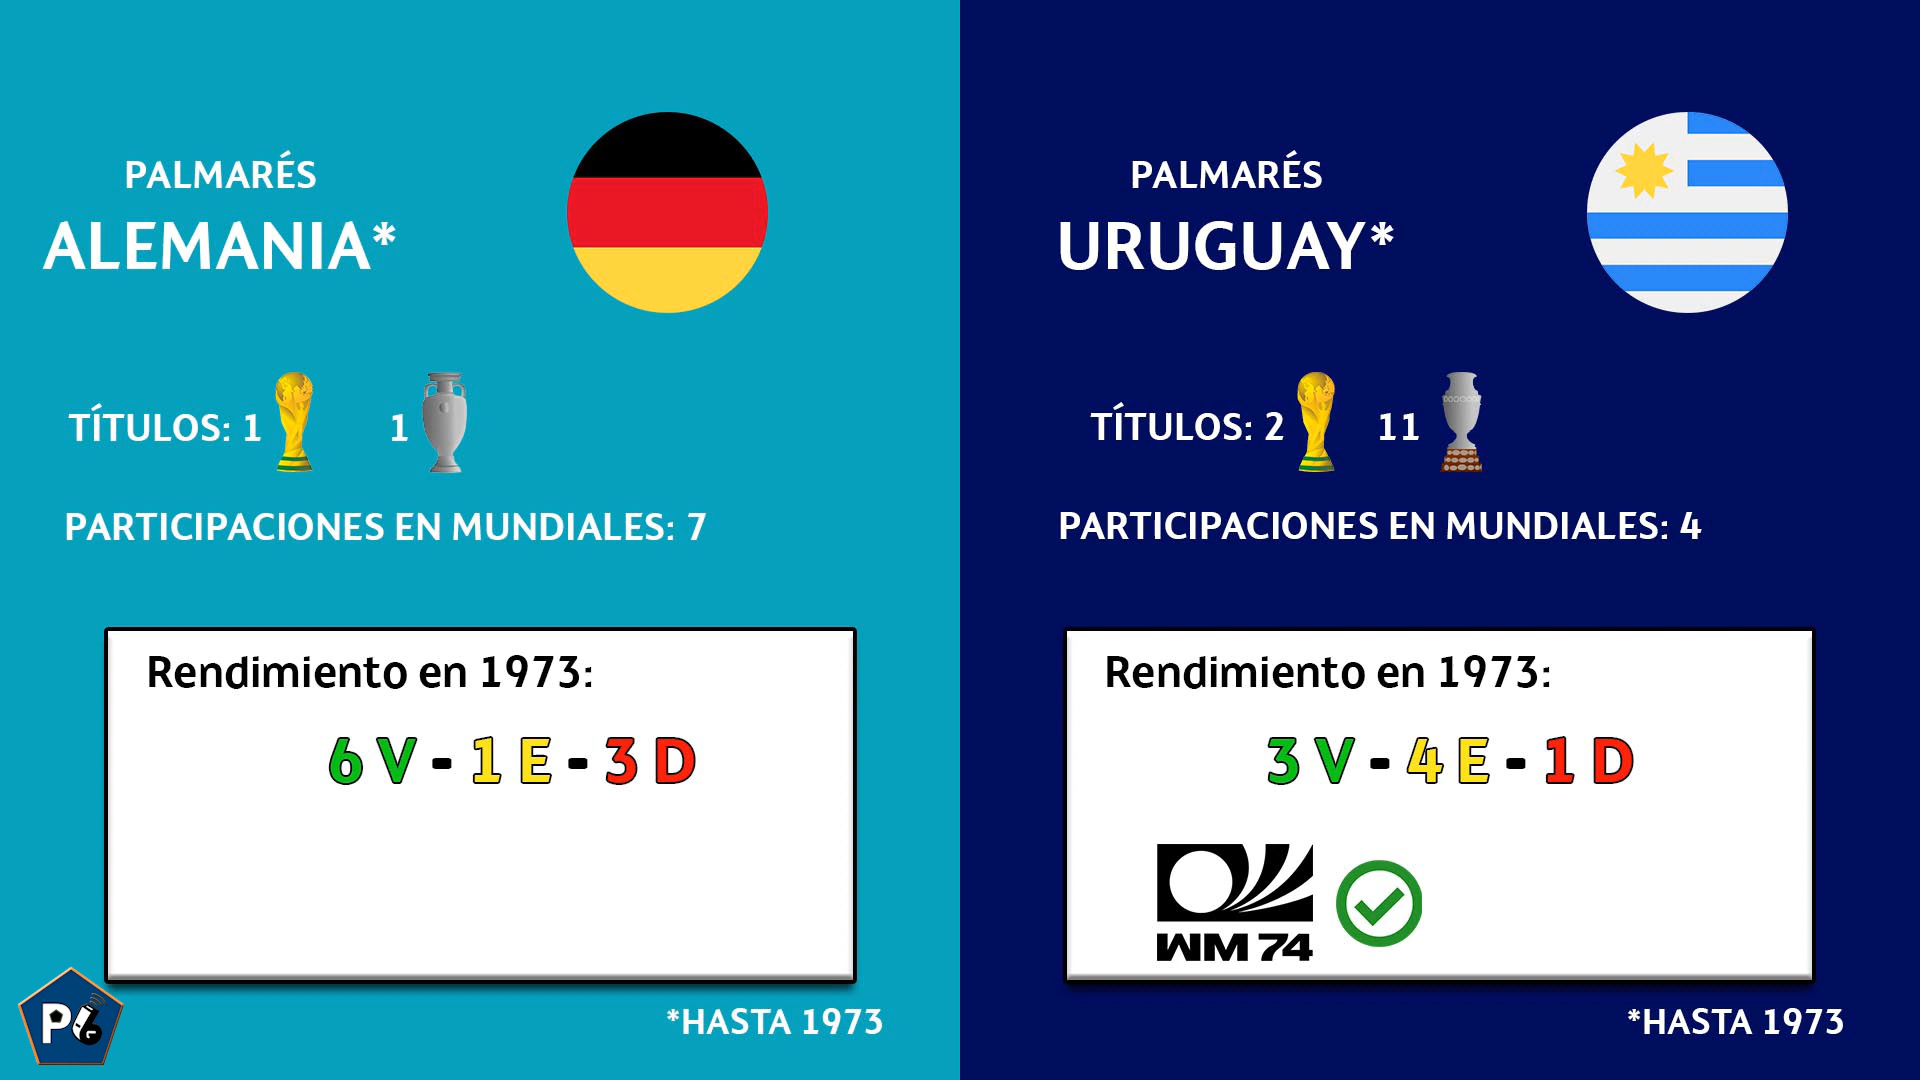 PALMARÉS
ALEMANIA*
TÍTULOS: 1 1
PARTICIPACIONES EN MUNDIALES: 7
Rendimiento en 1973:
6 V - 1 E - 3 D
*HASTA 1973
P6
PALMARÉS
URUGUAY*
TÍTULOS: 2 11
PARTICIPACIONES EN MUNDIALES: 4
Rendimiento en 1973:
3 V - 4 E - 1 D
WM 74
*HASTA 1973